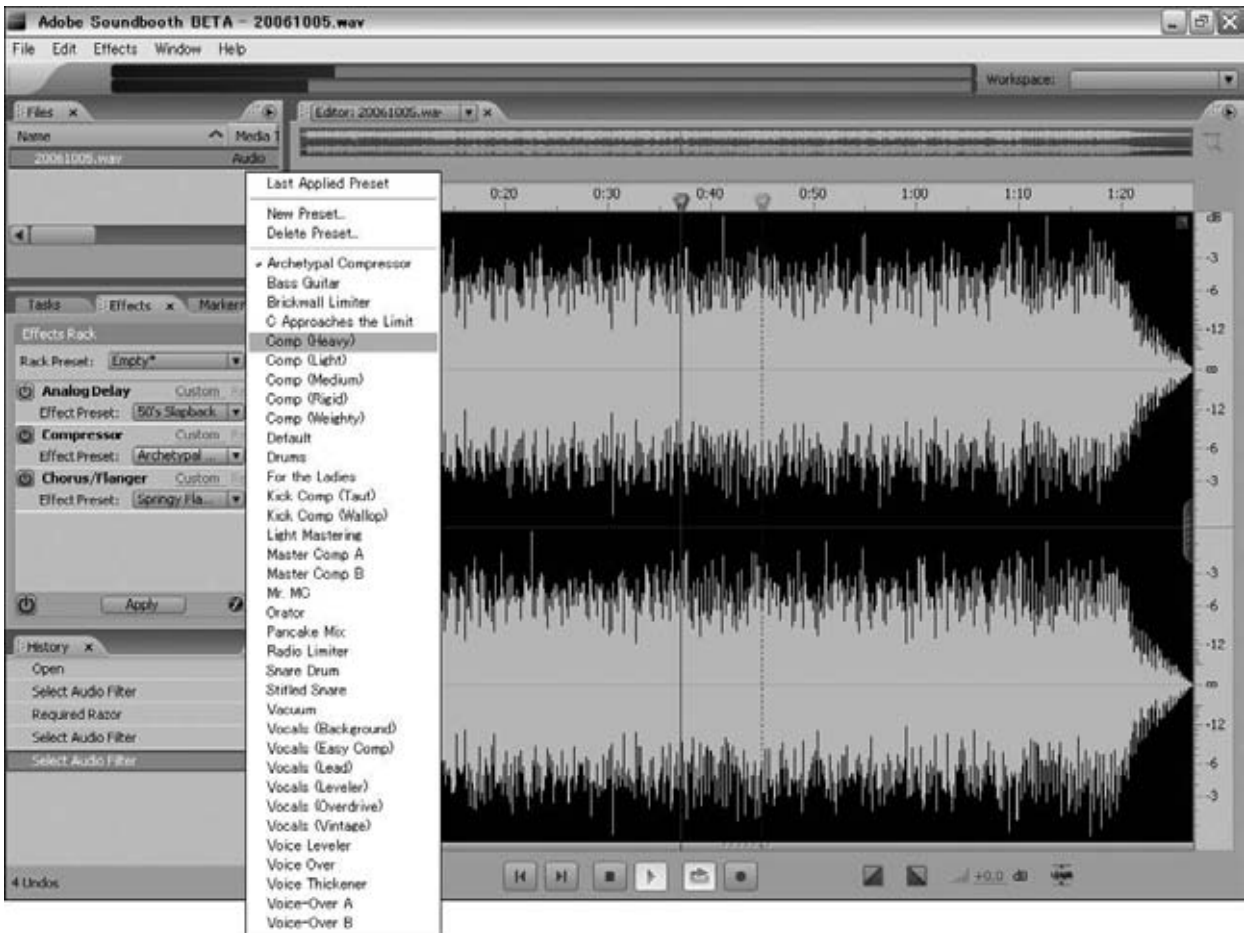 Adobe Soundbooth BETA - 20061005.wav
File Edit Effects Window Help
Workspace:
Files
Editor: 20061005.wav
Name Media T
20061005.wav Audio
Last Applied Preset
New Preset..
Delete Preset..
Archetypal Compressor
Bass Guitar
Brickwall Limiter
C Approaches the Limit
Comp (Heavy)
Comp (Light)
Comp (Medium)
Comp (Rigid)
Comp (Weighty)
Default
Drums
For the Ladies
Kick Comp (Taut)
Kick Comp (Wallop)
Light Mastering
Master Comp A
Master Comp B
Mr. MC
Orator
Pancake Mix
Radio Limiter
Snare Drum
Stifled Snare
Vacuum
Vocals (Background)
Vocals (Easy Comp)
Vocals (Lead)
Vocals (Leveler)
Vocals (Overdrive)
Vocals (Vintage)
Voice Leveler
Voice Over
Voice Thickener
Voice-Over A
Voice-Over B
0:20 0:30 0:40 0:50 1:00 1:10 1:20
dB
-3
-6
-12
∞
-12
-6
-3
-3
-6
-12
∞
-12
-6
-3
Tasks Effects Markers
Effects Rack
Rack Preset: Empty*
Analog Delay Custom
Effect Preset: 50's Slapback
Compressor Custom
Effect Preset: Archetypal ...
Chorus/Flanger Custom
Effect Preset: Springy Fla...
Apply
History
Open
Select Audio Filter
Required Razor
Select Audio Filter
Select Audio Filter
4 Undos
+0.0 dB